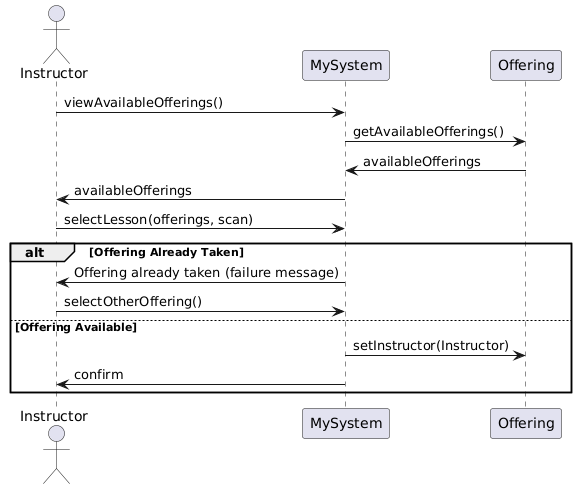 Instructor
MySystem
Offering
viewAvailableOfferings()
getAvailableOfferings()
availableOfferings
availableOfferings
selectLesson(offerings, scan)
alt [Offering Already Taken]
Offering already taken (failure message)
selectOtherOffering()
[Offering Available]
setInstructor(Instructor)
confirm
Instructor
MySystem
Offering